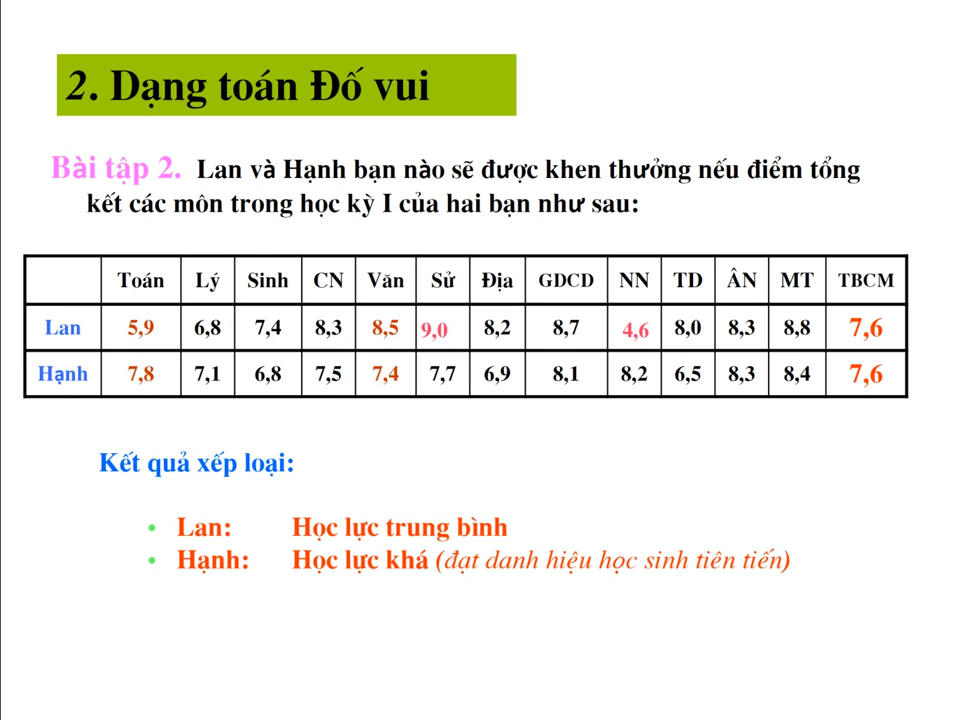 2. Dạng toán Đố vui
Bài tập 2. Lan và Hạnh bạn nào sẽ được khen thưởng nếu điểm tổng
kết các môn trong học kỳ I của hai bạn như sau:
Toán Lý Sinh CN Văn Sử Địa GDCD NN TD ÂN MT TBCM
Lan 5,9 6,8 7,4 8,3 8,5 9,0 8,2 8,7 4,6 8,0 8,3 8,8 7,6
Hạnh 7,8 7,1 6,8 7,5 7,4 7,7 6,9 8,1 8,2 6,5 8,3 8,4 7,6
Kết quả xếp loại:
• Lan: Học lực trung bình
• Hạnh: Học lực khá (đạt danh hiệu học sinh tiên tiến)